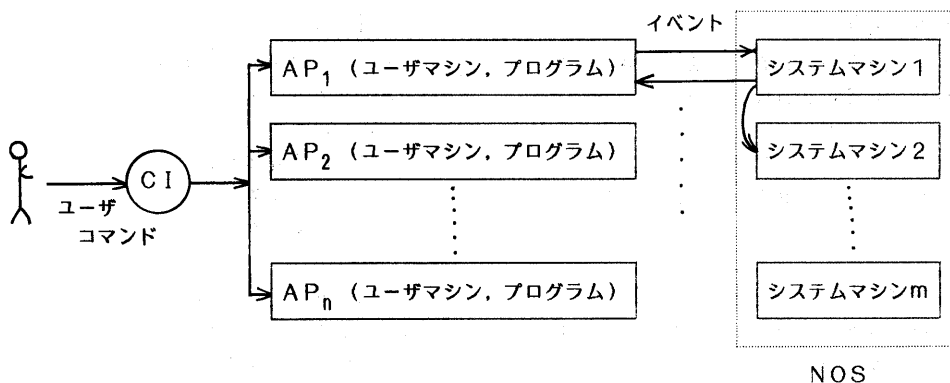 イベント
AP1 (ユーザマシン, プログラム)
システムマシン1
AP2 (ユーザマシン, プログラム)
システムマシン2
CI
ユーザ
コマンド
APn (ユーザマシン, プログラム)
システムマシンm
NOS